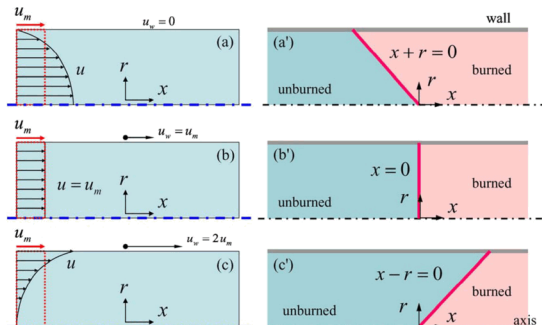 u_m
u_w = 0
(a)
u
r
x
wall
(a')
x + r = 0
r
x
unburned
burned
u_m
u_w = u_m
(b)
u = u_m
r
x
(b')
x = 0
r
x
unburned
burned
u_m
u_w = 2u_m
u
(c)
r
x
(c')
x − r = 0
r
x
unburned
burned
axis